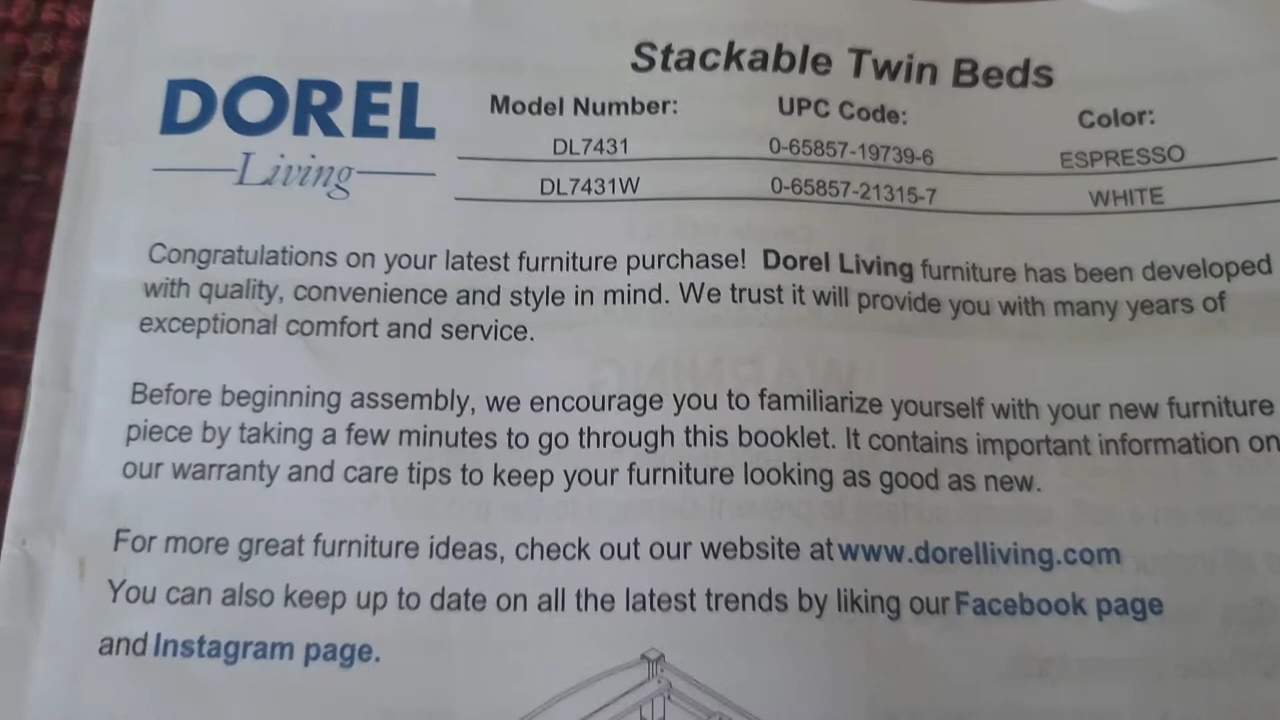 Stackable Twin Beds
DOREL
Living
Model Number: UPC Code: Color:
DL7431 0-65857-19739-6 ESPRESSO
DL7431W 0-65857-21315-7 WHITE
Congratulations on your latest furniture purchase! Dorel Living furniture has been developed
with quality, convenience and style in mind. We trust it will provide you with many years of
exceptional comfort and service.
Before beginning assembly, we encourage you to familiarize yourself with your new furniture
piece by taking a few minutes to go through this booklet. It contains important information on
our warranty and care tips to keep your furniture looking as good as new.
For more great furniture ideas, check out our website at www.dorelliving.com
You can also keep up to date on all the latest trends by liking our Facebook page
and Instagram page.